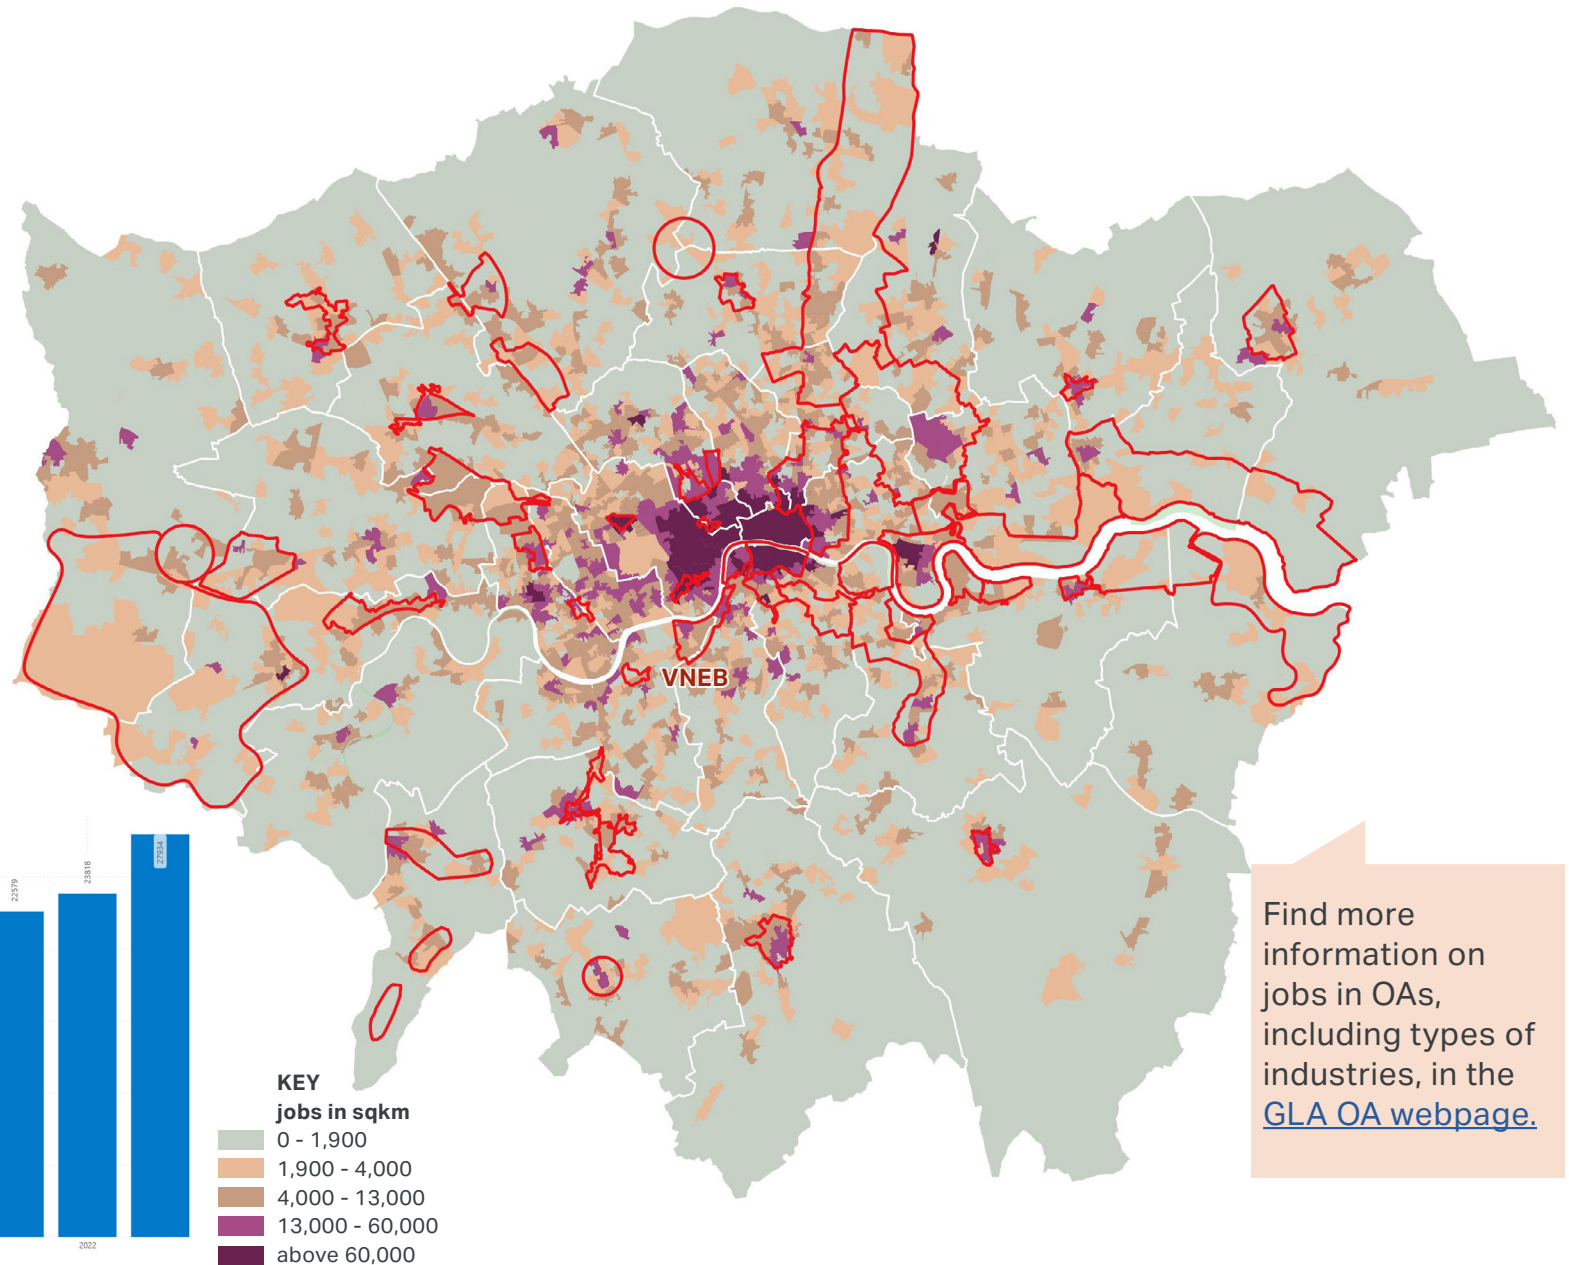 VNEB
22579
23818
27934
2022
KEY
jobs in sqkm
0 - 1,900
1,900 - 4,000
4,000 - 13,000
13,000 - 60,000
above 60,000
Find more
information on
jobs in OAs,
including types of
industries, in the
GLA OA webpage.